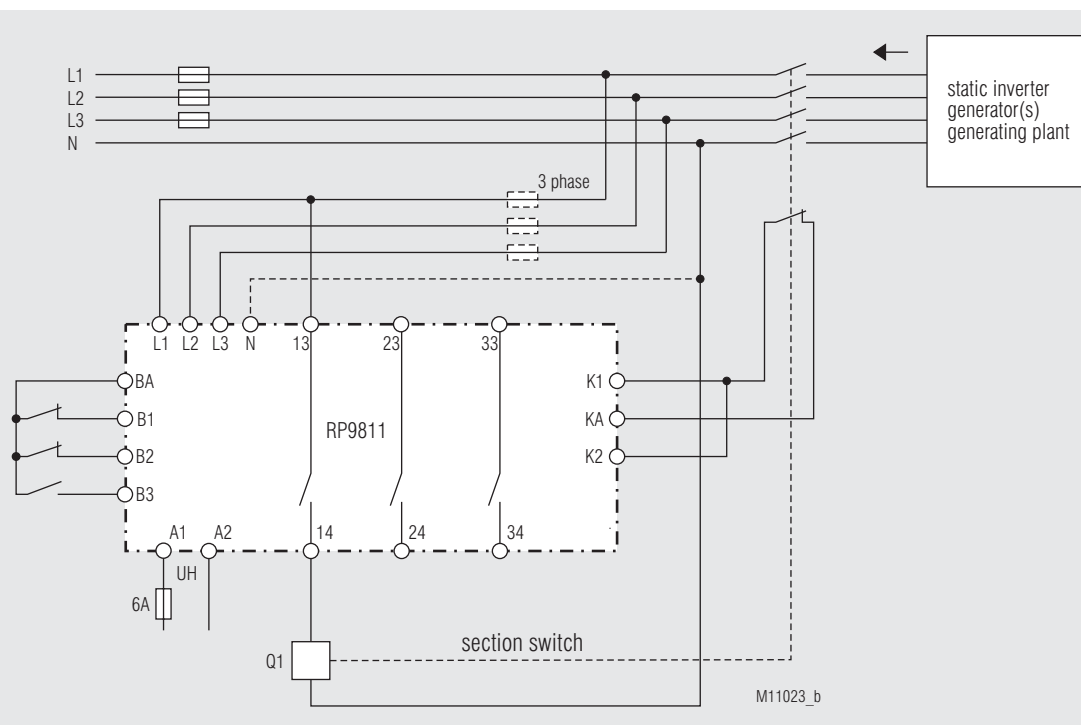 L1
L2
L3
N
static inverter
generator(s)
generating plant
3 phase
L1 L2 L3 N 13 23 33
BA
B1
B2
B3
RP9811
K1
KA
K2
A1 A2 14 24 34
UH
6A
Q1
section switch
M11023_b